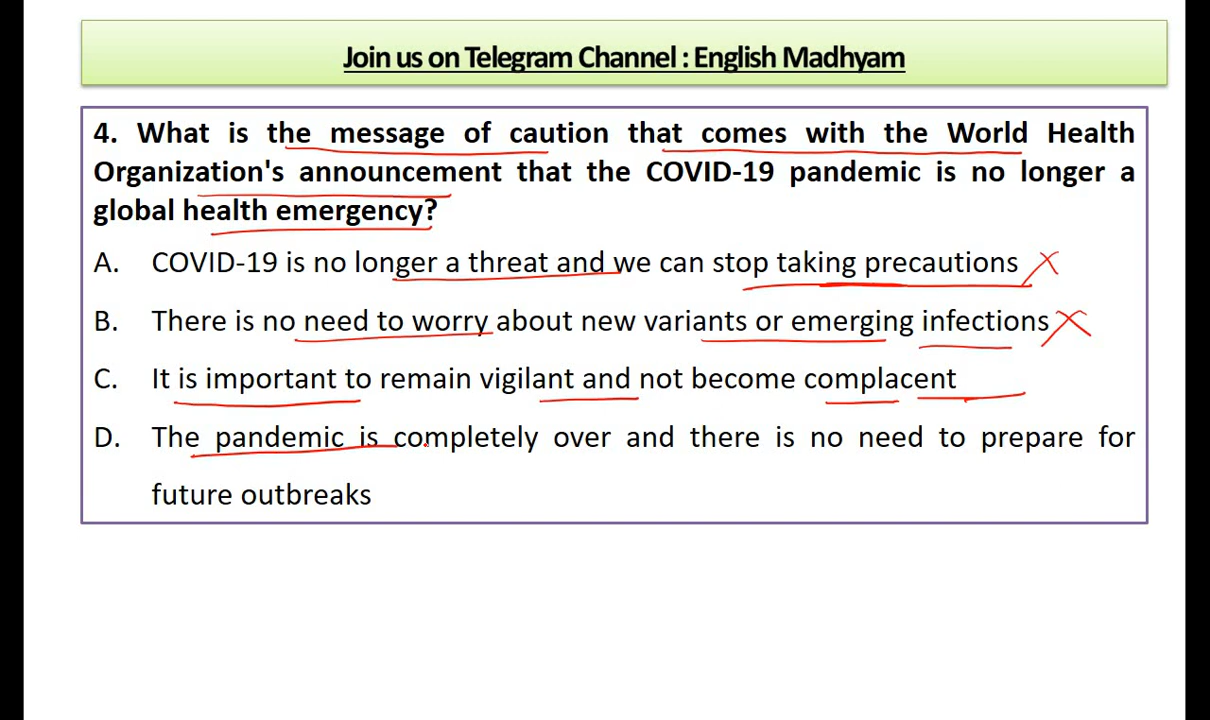 Join us on Telegram Channel : English Madhyam
4. What is the message of caution that comes with the World Health
Organization's announcement that the COVID-19 pandemic is no longer a
global health emergency?
A. COVID-19 is no longer a threat and we can stop taking precautions
B. There is no need to worry about new variants or emerging infections
C. It is important to remain vigilant and not become complacent
D. The pandemic is completely over and there is no need to prepare for
future outbreaks